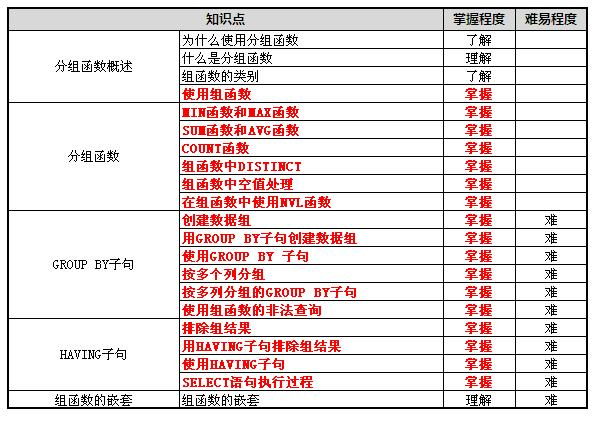 知识点 掌握程度 难易程度
分组函数概述 为什么使用分组函数 了解
什么是分组函数 理解
组函数的类别 了解
使用组函数 掌握
分组函数 MIN函数和MAX函数 掌握
SUM函数和AVG函数 掌握
COUNT函数 掌握
组函数中DISTINCT 掌握
组函数中空值处理 掌握
在组函数中使用NVL函数 掌握
GROUP BY子句 创建数据组 掌握 难
用GROUP BY子句创建数据组 掌握 难
使用GROUP BY 子句 掌握 难
按多个列分组 掌握 难
按多列分组的GROUP BY子句 掌握 难
使用组函数的非法查询 掌握 难
HAVING子句 排除组结果 掌握 难
用HAVING子句排除组结果 掌握 难
使用HAVING子句 掌握 难
SELECT语句执行过程 掌握 难
组函数的嵌套 组函数的嵌套 理解 难